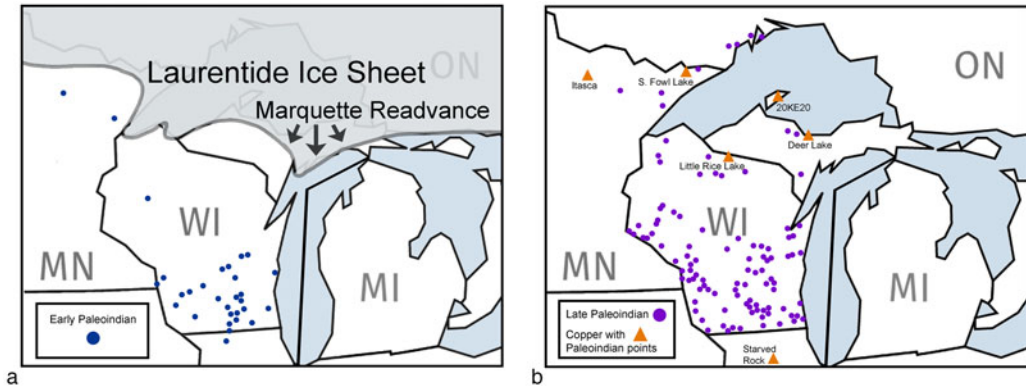 Laurentide Ice Sheet
ON
Marquette Readvance
WI
MN
MI
Early Paleoindian
a
ON
Itasca
S. Fowl Lake
20KE20
Deer Lake
Little Rice Lake
WI
MN
MI
Late Paleoindian
Copper with
Paleoindian points
Starved
Rock
b